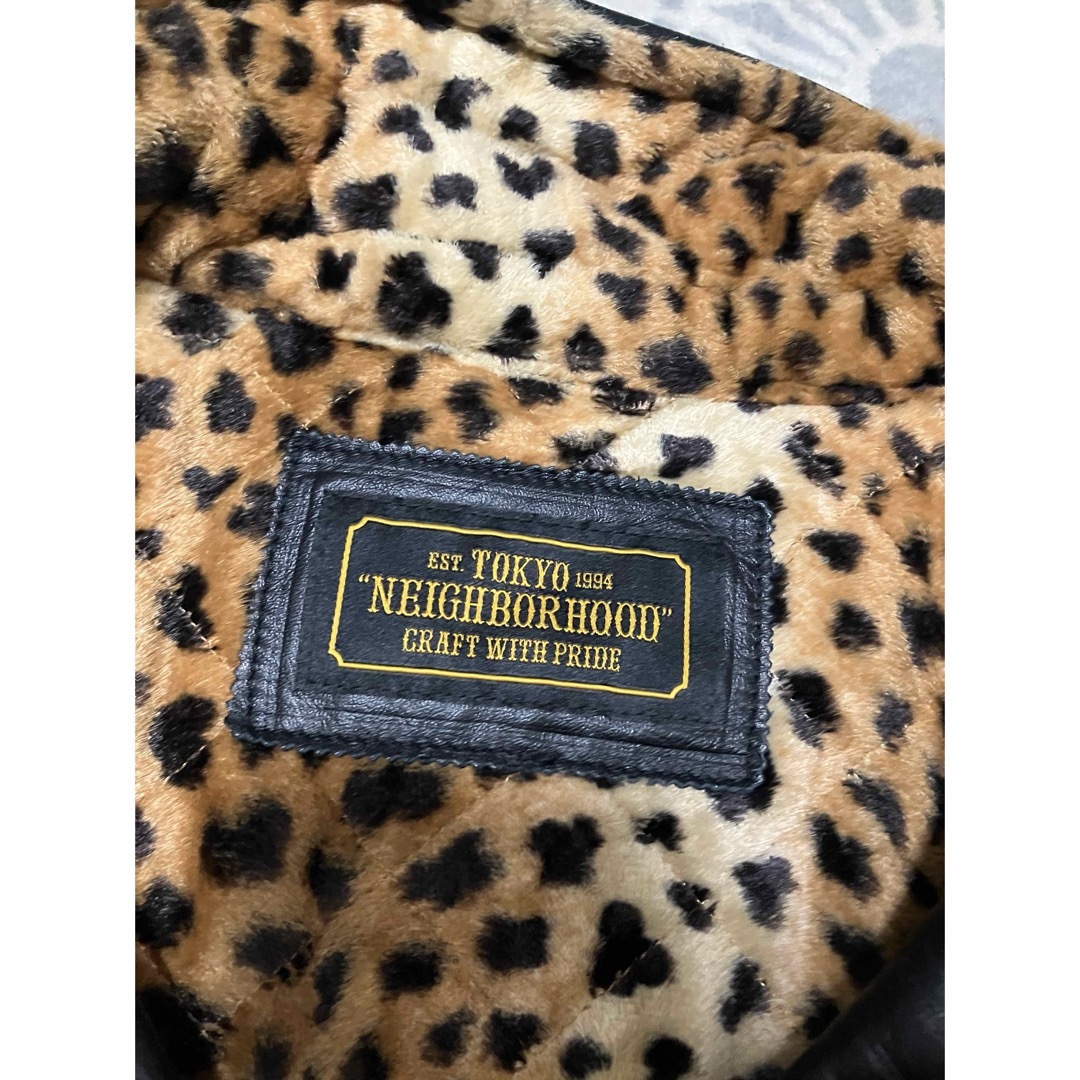 EST. TOKYO 1994
“NEIGHBORHOOD”
CRAFT WITH PRIDE